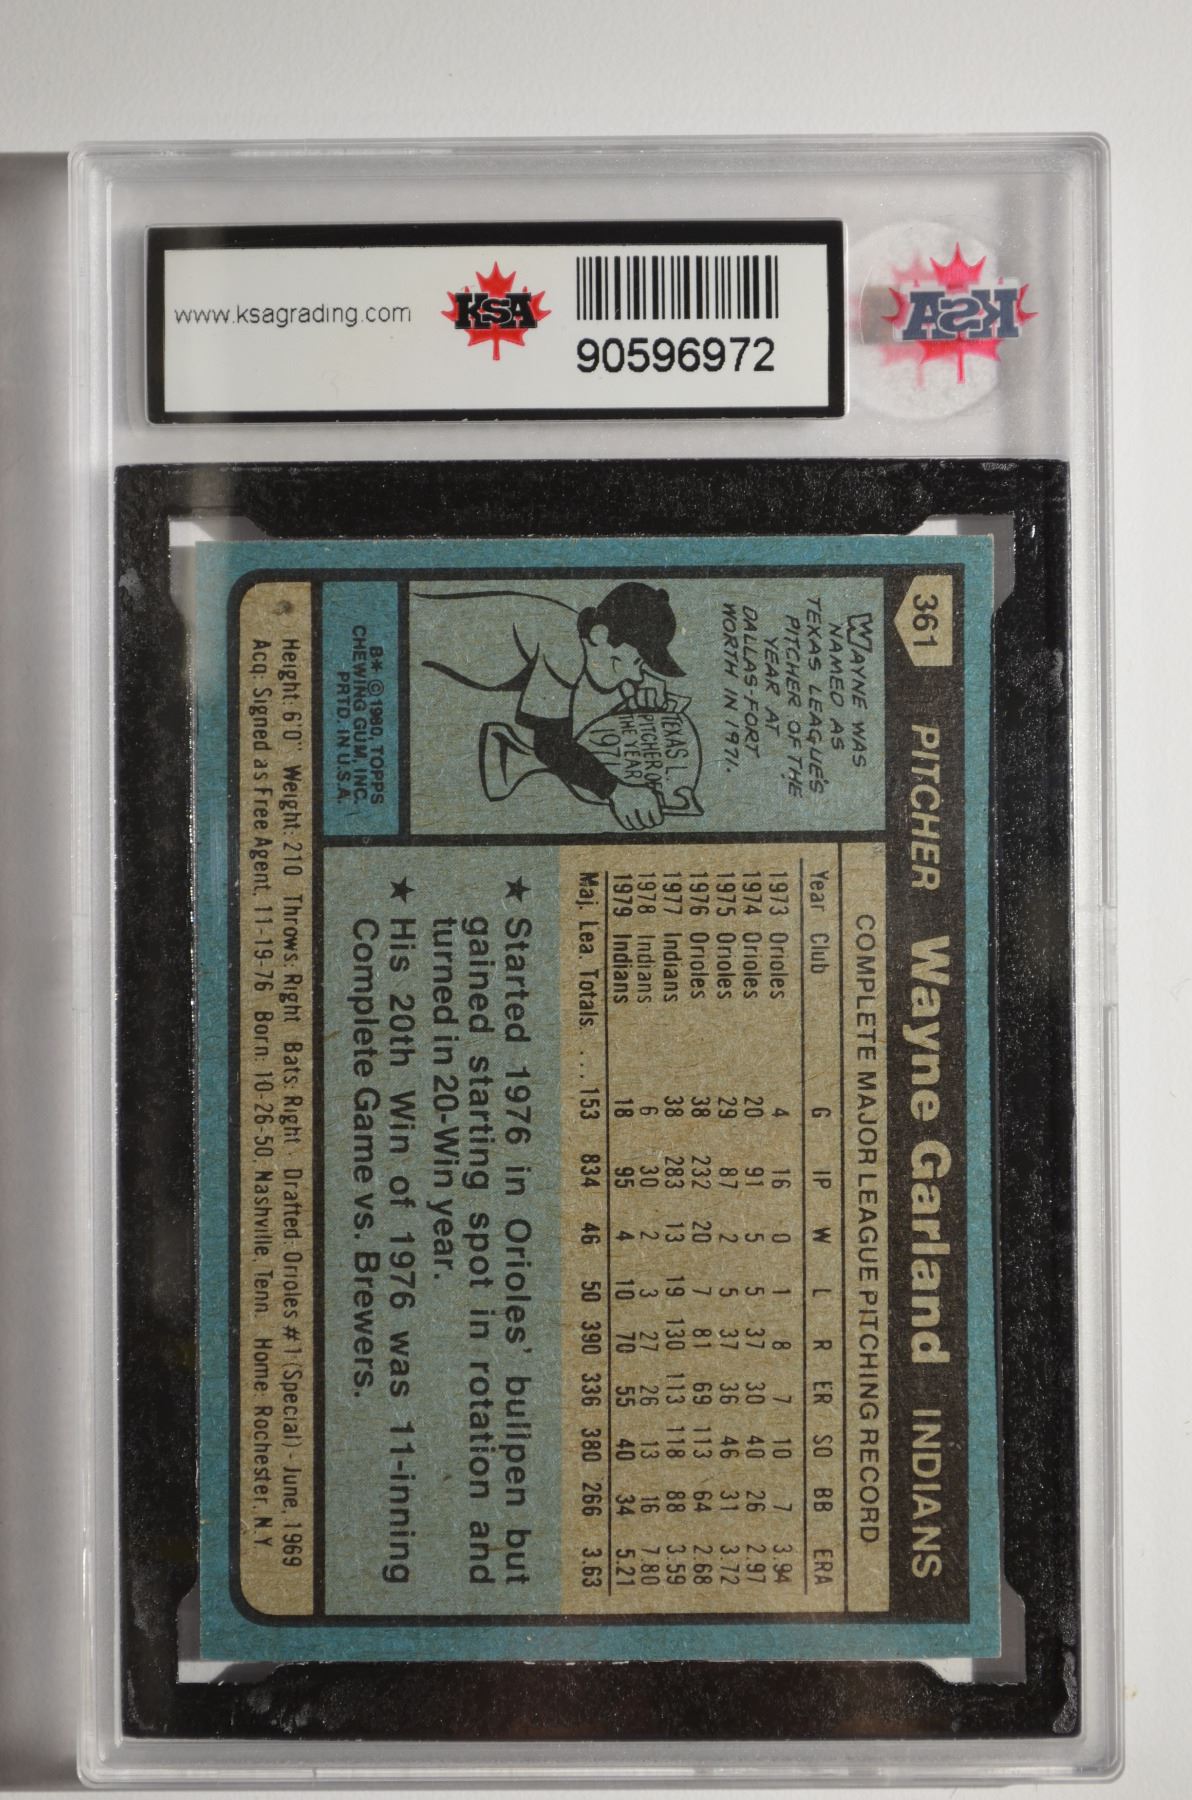 www.ksagrading.com
KSA
90596972
KSA
361
PITCHER Wayne Garland INDIANS
WAYNE WAS
NAMED AS
TEXAS LEAGUE'S
PITCHER OF THE
YEAR AT
DALLAS-FORT
WORTH IN 1971.
TEXAS L.
PITCHER OF
THE YEAR
1971
B* © 1980, TOPPS
CHEWING GUM, INC.
PRTD. IN U.S.A.
COMPLETE MAJOR LEAGUE PITCHING RECORD
Year Club G IP W L R ER SO BB ERA
1973 Orioles 4 16 0 1 8 7 10 7 3.94
1974 Orioles 20 91 5 5 37 30 40 26 2.97
1975 Orioles 29 87 2 5 37 36 46 31 3.72
1976 Orioles 38 232 20 7 81 69 113 64 2.68
1977 Indians 38 283 13 19 130 113 118 88 3.59
1978 Indians 6 30 2 3 27 26 13 16 7.80
1979 Indians 18 95 4 10 70 55 40 34 5.21
Maj. Lea. Totals. ... 153 834 46 50 390 336 380 266 3.63
★ Started 1976 in Orioles' bullpen but
gained starting spot in rotation and
turned in 20-Win year.
★ His 20th Win of 1976 was 11-inning
Complete Game vs. Brewers.
Height: 6'0" Weight: 210 Throws: Right Bats: Right Drafted: Orioles #1 (Special) - June, 1969
Acq: Signed as Free Agent, 11-19-76 Born: 10-26-50, Nashville, Tenn. Home: Rochester, N.Y.